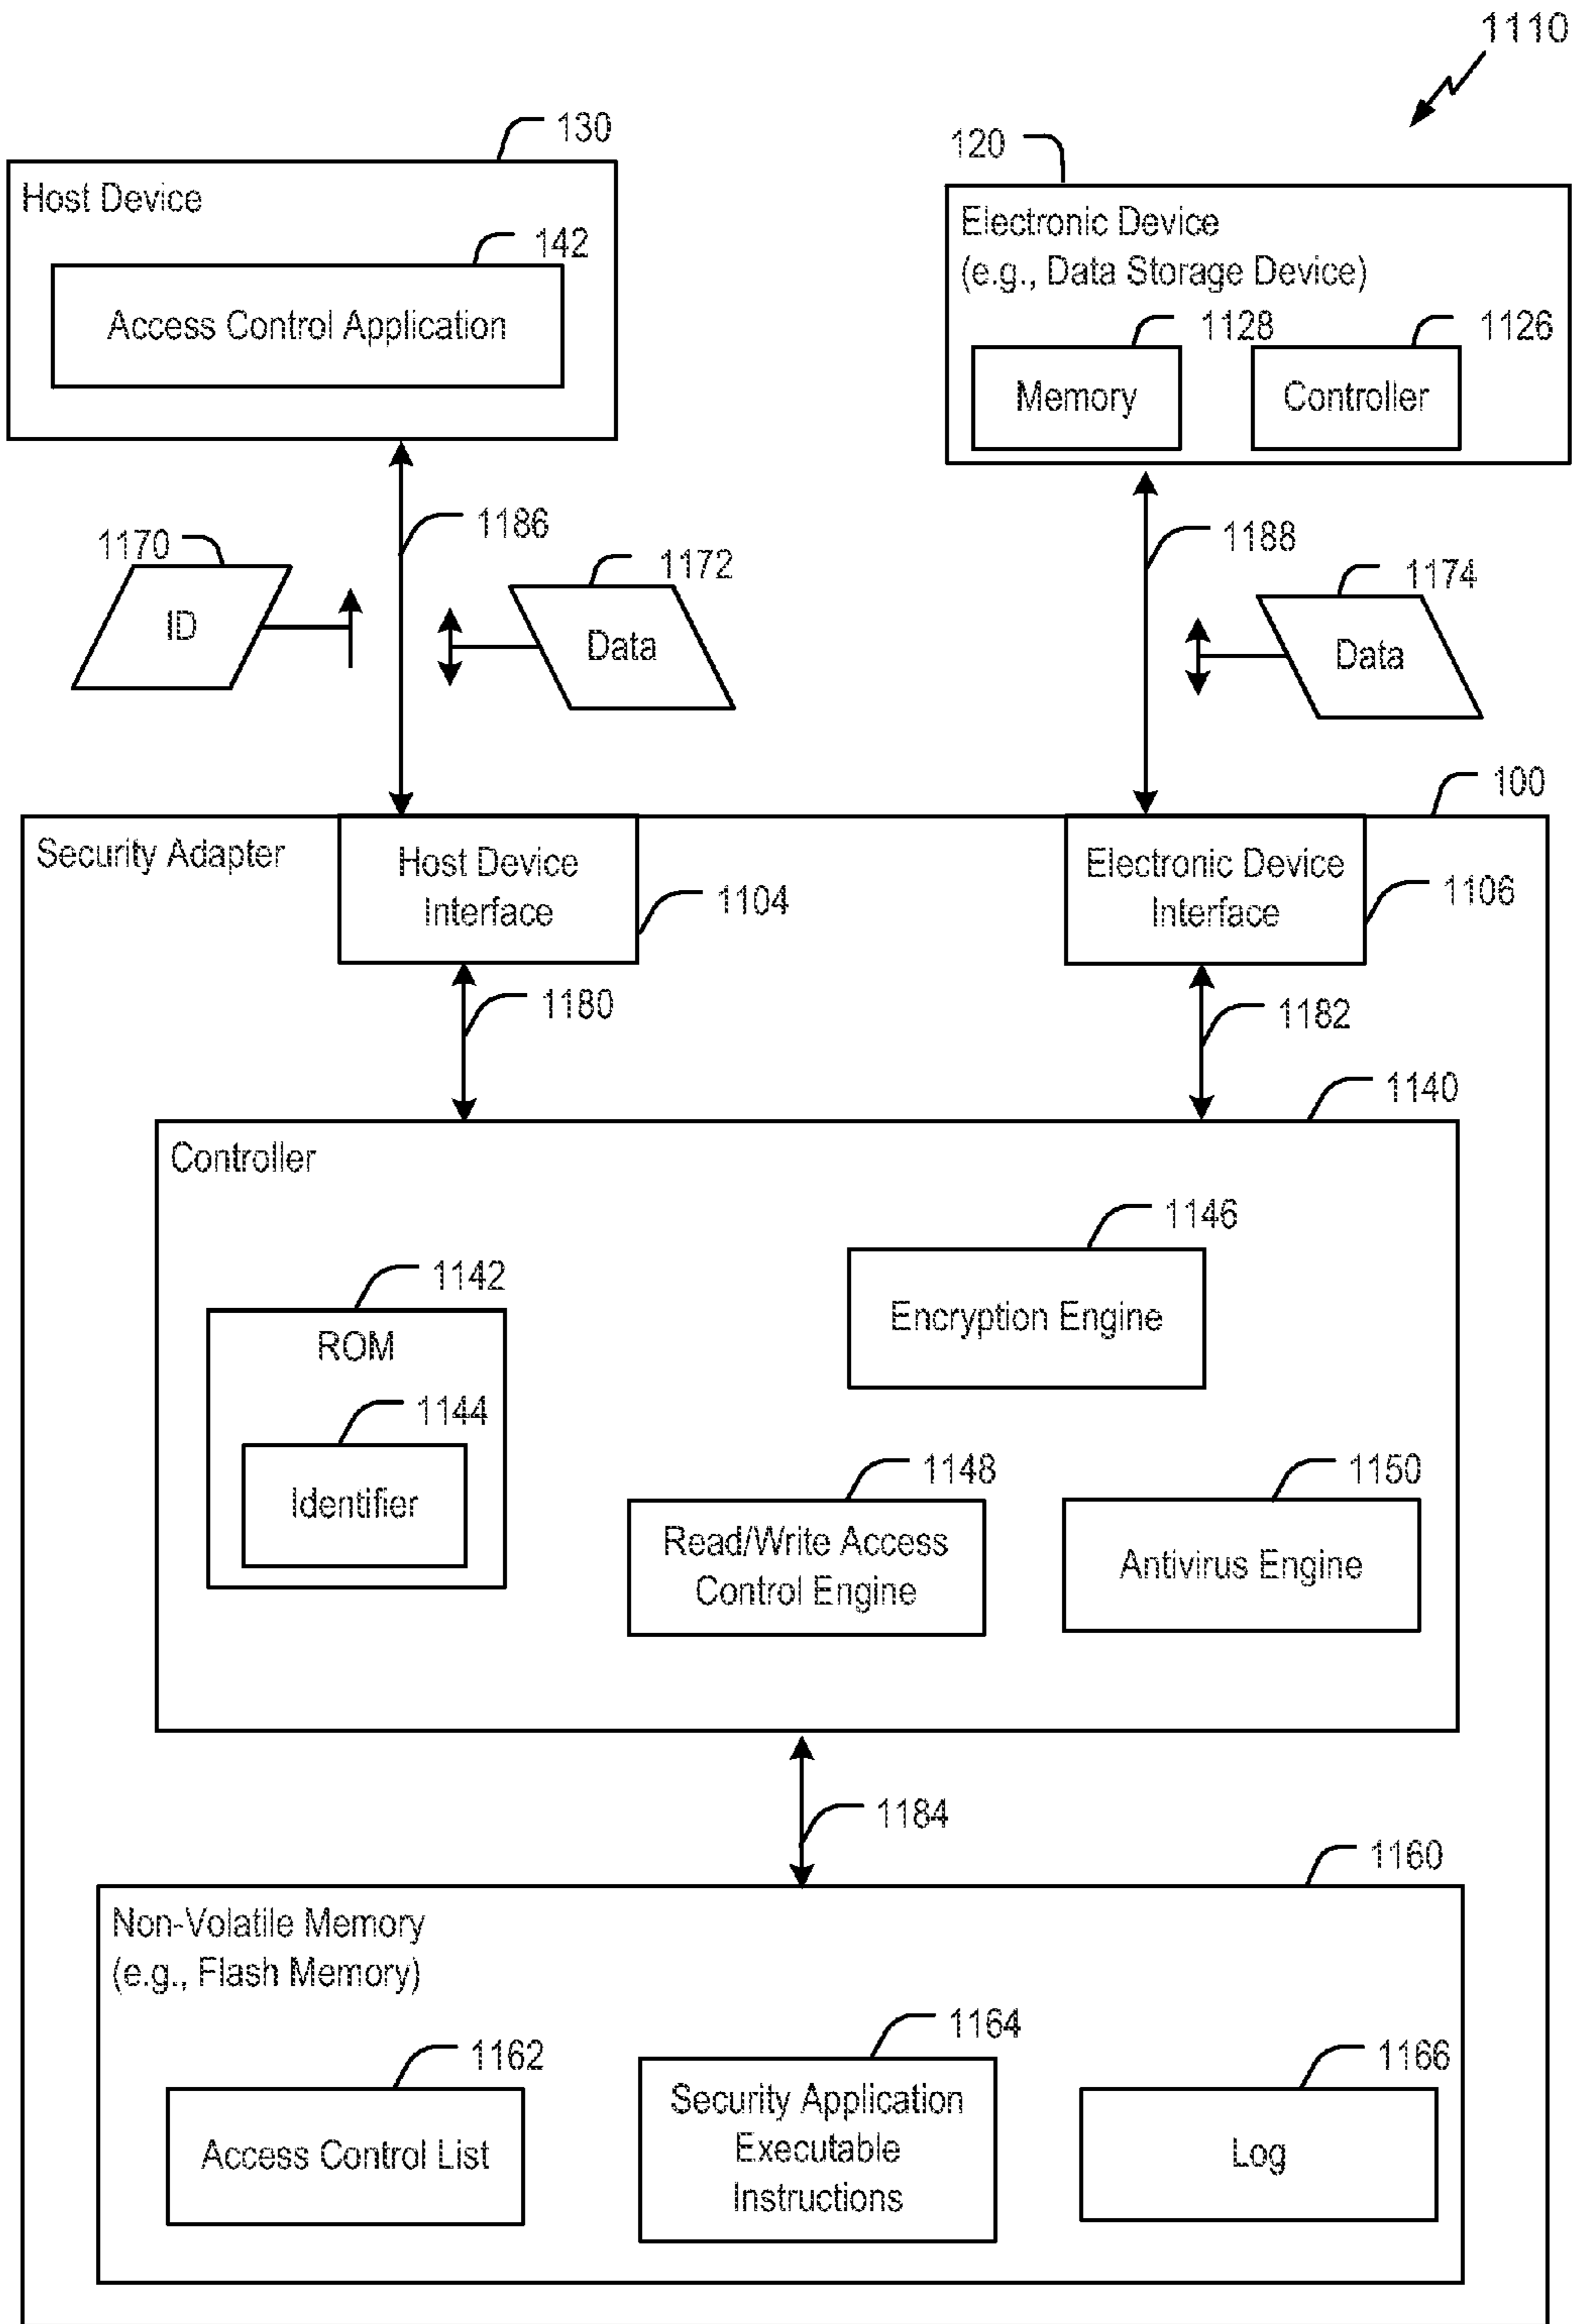 1110
130
120
Host Device
142
Access Control Application
Electronic Device
(e.g., Data Storage Device)
1128
1126
Memory
Controller
1186
1188
1170
ID
1172
Data
1174
Data
100
Security Adapter
Host Device
Interface
1104
Electronic Device
Interface
1106
1180
1182
1140
Controller
1146
Encryption Engine
1142
ROM
1144
Identifier
1148
Read/Write Access
Control Engine
1150
Antivirus Engine
1184
1160
Non-Volatile Memory
(e.g., Flash Memory)
1162
Access Control List
1164
Security Application
Executable
Instructions
1166
Log